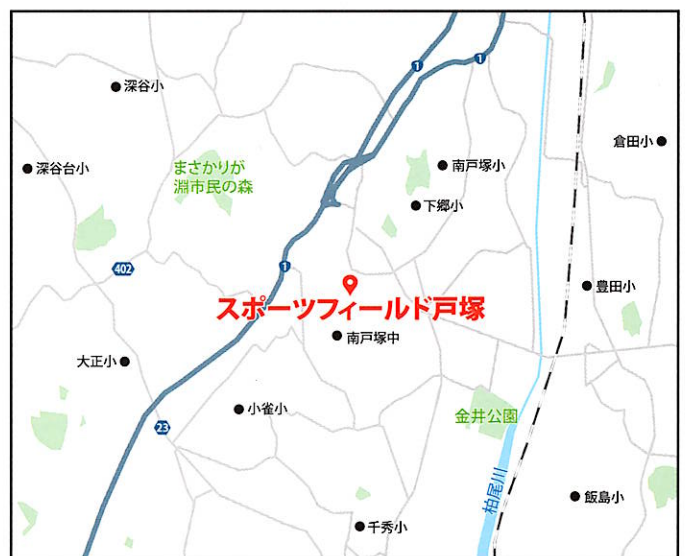 1
1
深谷小
倉田小
深谷台小
まさかりが
淵市民の森
南戸塚小
下郷小
402
1
スポーツフィールド戸塚
豊田小
南戸塚中
大正小
小雀小
金井公園
23
柏尾川
飯島小
千秀小